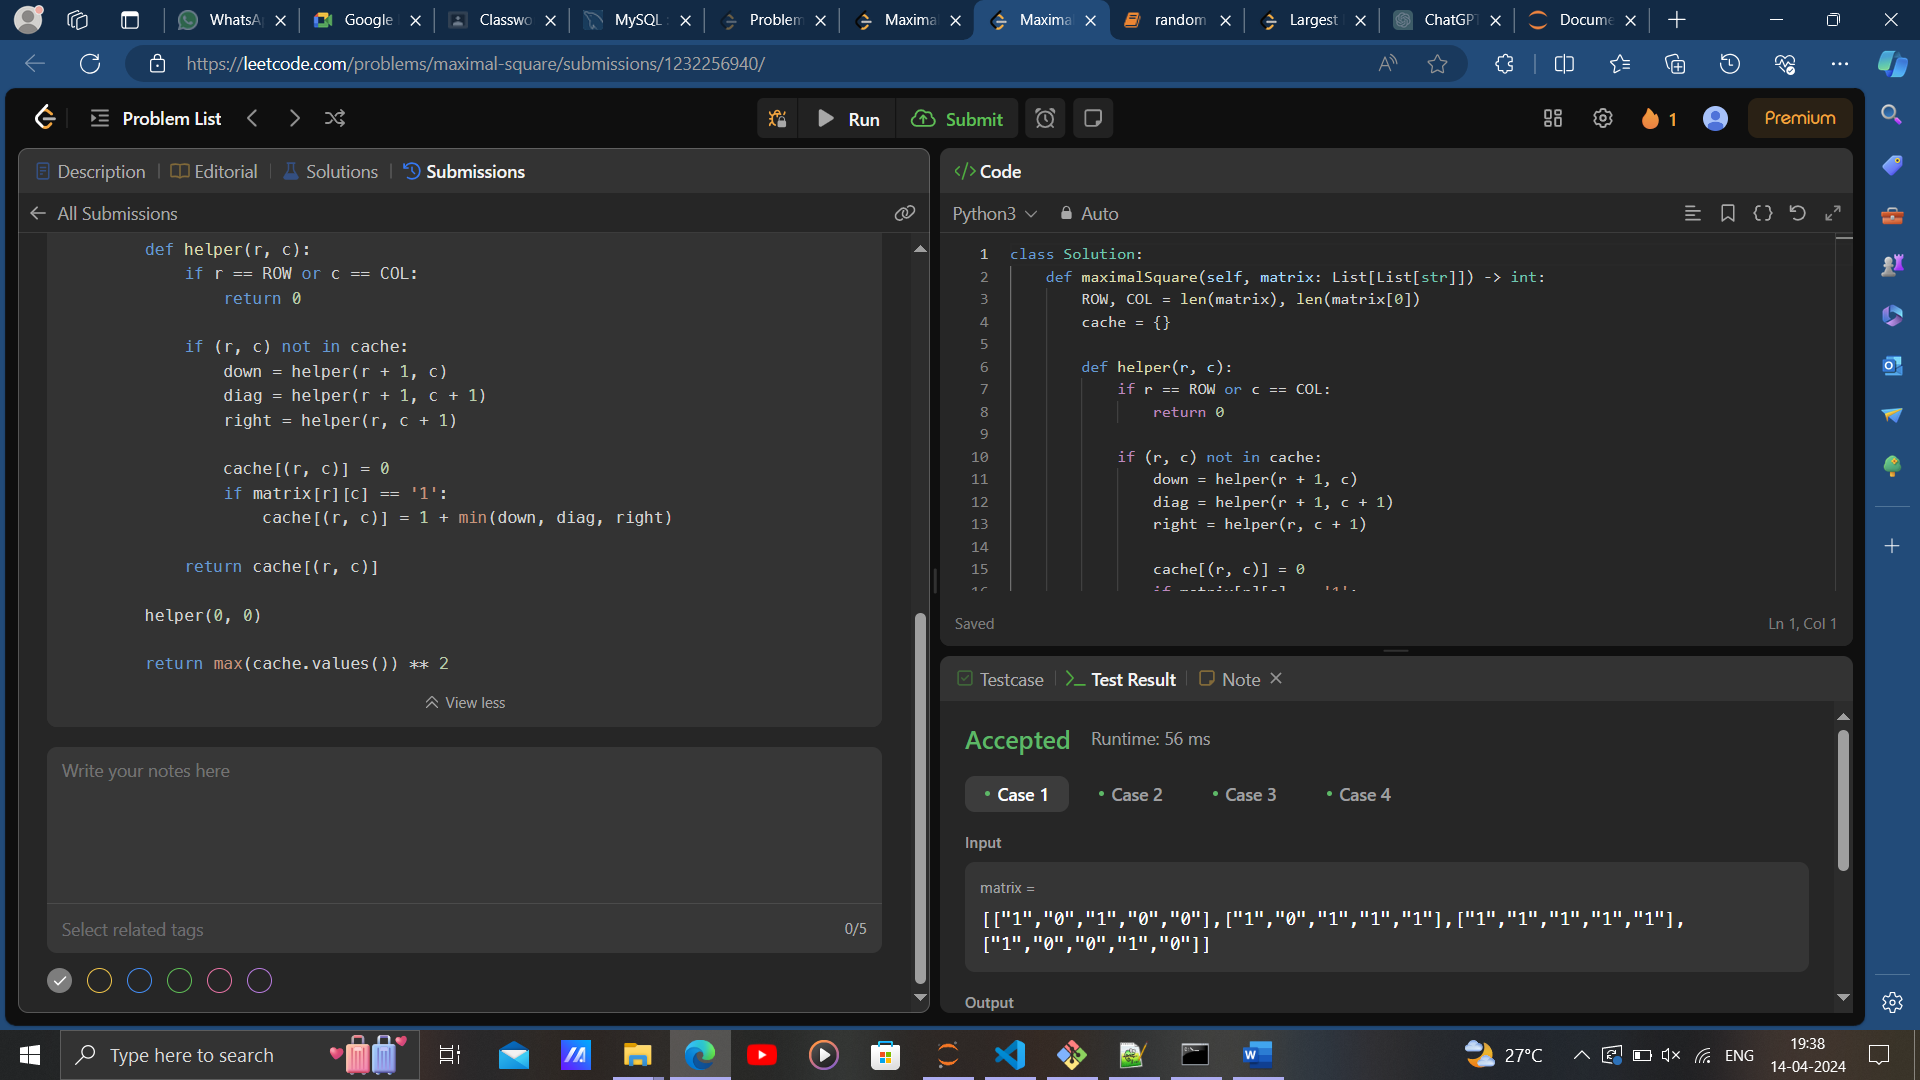 WhatsA
Google
Classwo
MySQL :
Problem
Maximal
Maximal
random
Largest
ChatGPT
Docume
https://leetcode.com/problems/maximal-square/submissions/1232256940/
Problem List
Run
Submit
1
Premium
Description
Editorial
Solutions
Submissions
All Submissions
def helper(r, c):
if r == ROW or c == COL:
return 0
if (r, c) not in cache:
down = helper(r + 1, c)
diag = helper(r + 1, c + 1)
right = helper(r, c + 1)
cache[(r, c)] = 0
if matrix[r][c] == '1':
cache[(r, c)] = 1 + min(down, diag, right)
return cache[(r, c)]
helper(0, 0)
return max(cache.values()) ** 2
View less
Write your notes here
Select related tags
0/5
</> Code
Python3
Auto
1 class Solution:
2 def maximalSquare(self, matrix: List[List[str]]) -> int:
3 ROW, COL = len(matrix), len(matrix[0])
4 cache = {}
5
6 def helper(r, c):
7 if r == ROW or c == COL:
8 return 0
9
10 if (r, c) not in cache:
11 down = helper(r + 1, c)
12 diag = helper(r + 1, c + 1)
13 right = helper(r, c + 1)
14
15 cache[(r, c)] = 0
16 if matrix[r][c] == '1':
Saved
Ln 1, Col 1
Testcase
Test Result
Note
Accepted
Runtime: 56 ms
Case 1
Case 2
Case 3
Case 4
Input
matrix =
[["1","0","1","0","0"],["1","0","1","1","1"],["1","1","1","1","1"],
["1","0","0","1","0"]]
Output
Type here to search
27°C
ENG
19:38
14-04-2024